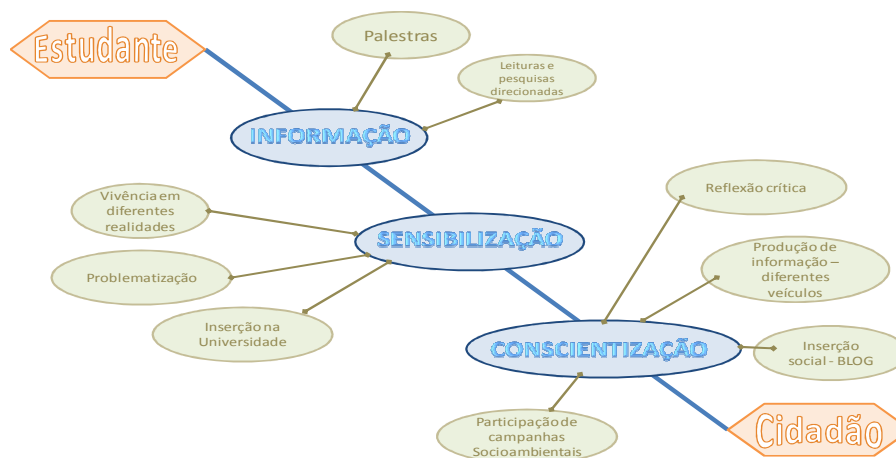 Estudante
Palestras
Leituras e
pesquisas
direcionadas
INFORMAÇÃO
Vivência em
diferentes
realidades
SENSIBILIZAÇÃO
Problematização
Inserção na
Universidade
Reflexão crítica
Produção de
informação –
diferentes
veículos
CONSCIENTIZAÇÃO
Inserção
social - BLOG
Participação de
campanhas
Socioambientais
Cidadão